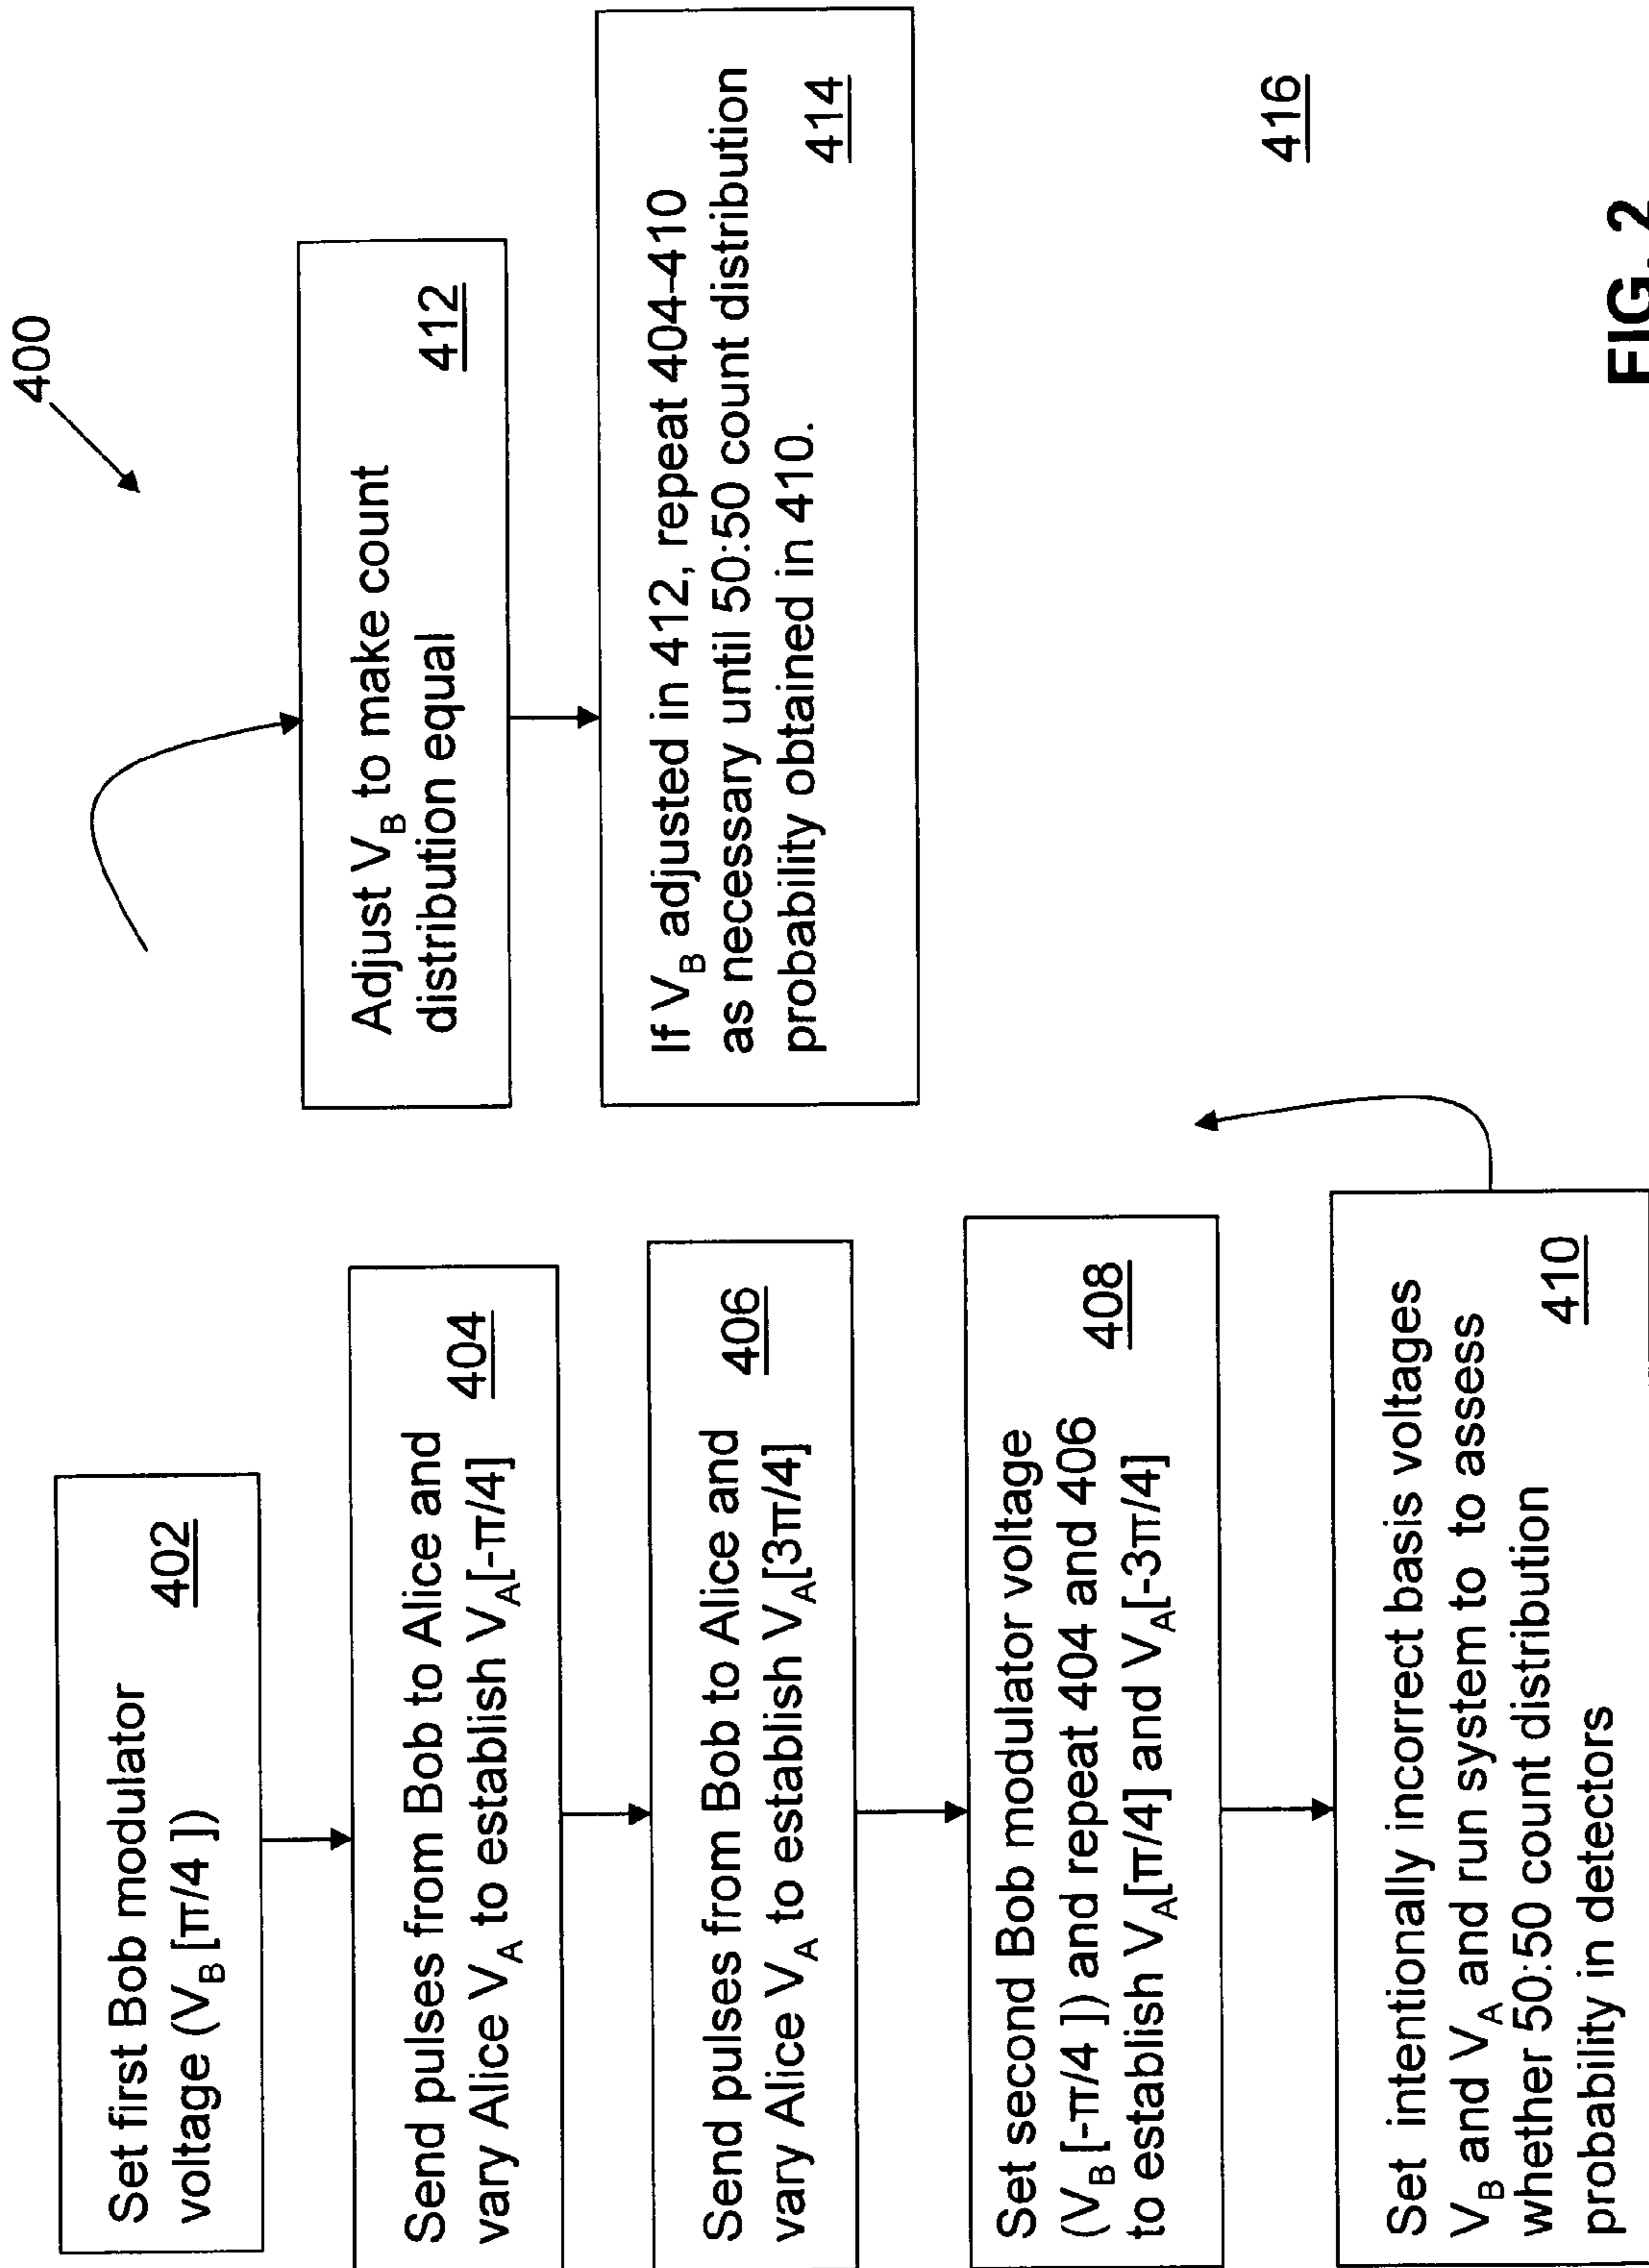 400
Set first Bob modulator
voltage (V_B [π/4 ])
402
Send pulses from Bob to Alice and
vary Alice V_A to establish V_A[-π/4]
404
Send pulses from Bob to Alice and
vary Alice V_A to establish V_A[3π/4]
406
Set second Bob modulator voltage
(V_B [-π/4 ]) and repeat 404 and 406
to establish V_A[π/4] and V_A[-3π/4]
408
Set intentionally incorrect basis voltages
V_B and V_A and run system to to assess
whether 50:50 count distribution
probability in detectors
410
Adjust V_B to make count
distribution equal
412
If V_B adjusted in 412, repeat 404-410
as necessary until 50:50 count distribution
probability obtained in 410.
414
416
FIG. 2